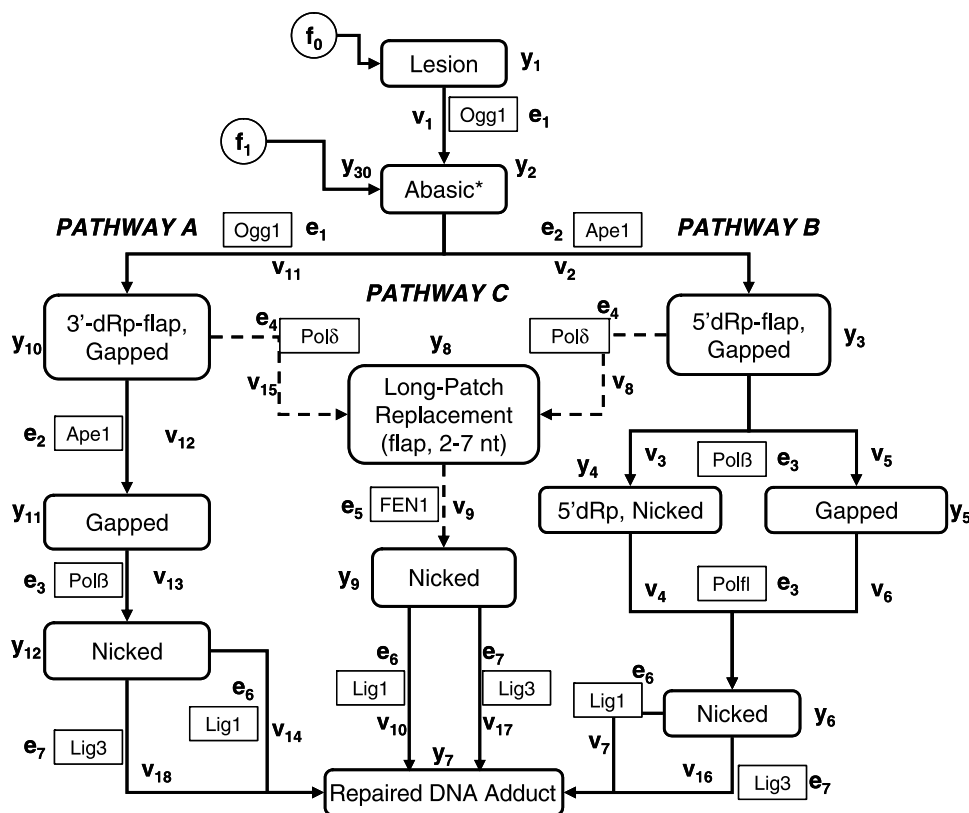 f0
Lesion
y1
v1
Ogg1
e1
f1
y30
y2
Abasic*
PATHWAY A
Ogg1
e1
e2
Ape1
PATHWAY B
v11
v2
PATHWAY C
y10
3'-dRp-flap,
Gapped
e4
Polδ
v15
y8
Long-Patch
Replacement
(flap, 2-7 nt)
e4
Polδ
v8
5'dRp-flap,
Gapped
y3
e2
Ape1
v12
v3
Polß
e3
v5
y4
5'dRp, Nicked
Gapped
y5
e5
FEN1
v9
y11
Gapped
e3
Polß
v13
y9
Nicked
v4
Polfl
e3
v6
y12
Nicked
e6
Lig1
v14
e6
Lig1
v10
e7
Lig3
v17
e6
Lig1
v7
Nicked
y6
v16
Lig3
e7
e7
Lig3
v18
y7
Repaired DNA Adduct